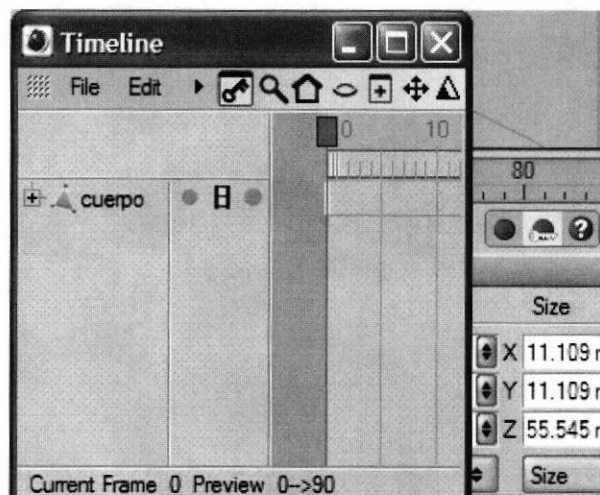 Timeline
File Edit
0 10
cuerpo
80
Size
X 11.109 r
Y 11.109 r
Z 55.545 r
Size
Current Frame 0 Preview 0-->90